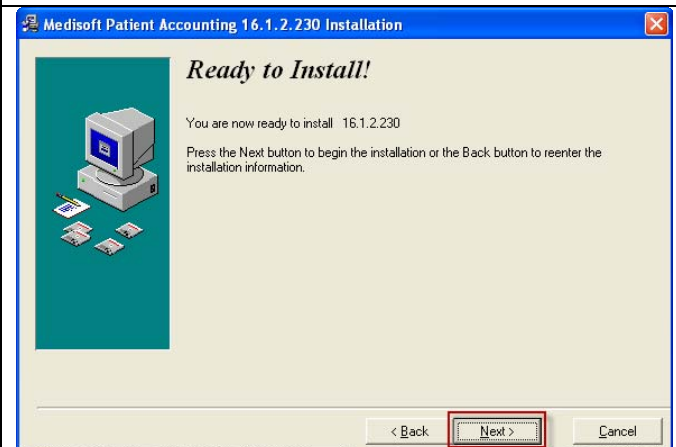 Medisoft Patient Accounting 16.1.2.230 Installation
Ready to Install!
You are now ready to install 16.1.2.230
Press the Next button to begin the installation or the Back button to reenter the
installation information.
< Back
Next >
Cancel